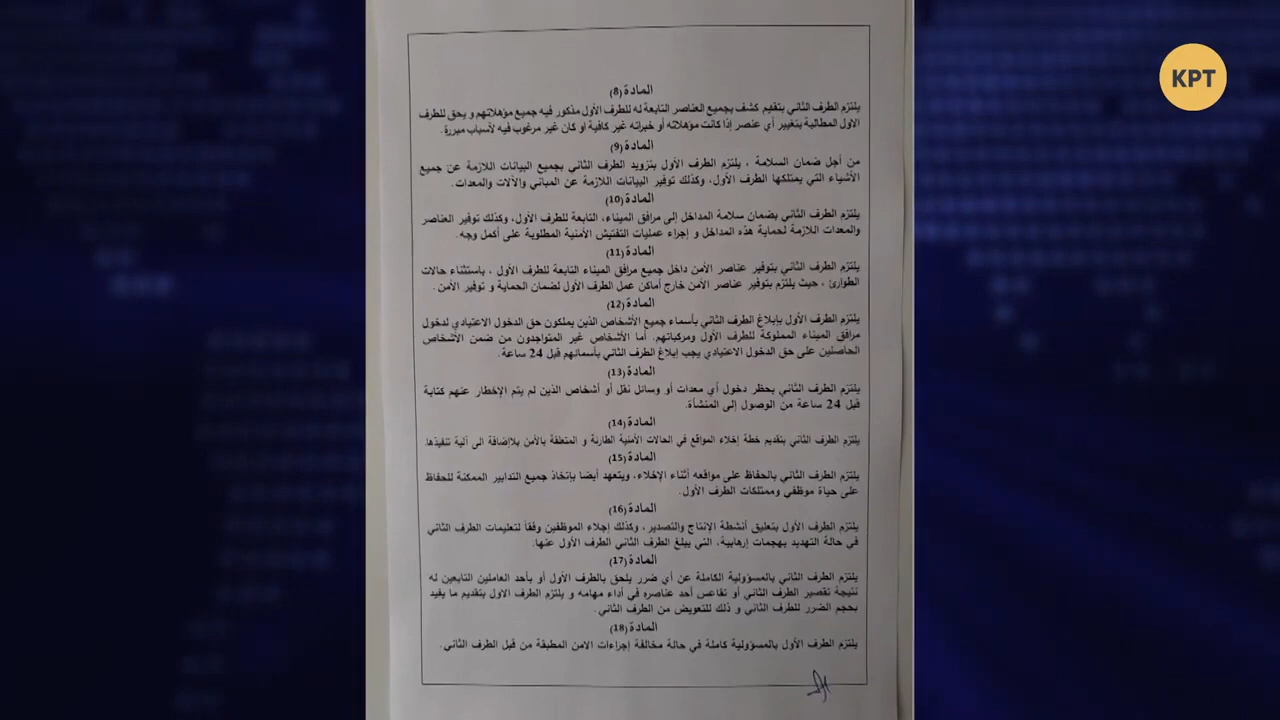 КРТ
المادة (8)
يلتزم الطرف الثاني بتقديم كشف بجميع العناصر التابعة له للطرف الأول مذكور فيه جميع مؤهلاتهم و يحق للطرف
الاول المطالبة بتغيير أي عنصر إذا كانت مؤهلاته أو خبراته غير كافية او كان غير مرغوب فيه لأسباب مبررة.
المادة (9)
من أجل ضمان السلامة ، يلتزم الطرف الأول بتزويد الطرف الثاني بجميع البيانات اللازمة عن جميع
الأشياء التي يمتلكها الطرف الأول، وكذلك توفير البيانات اللازمة عن المباني والآلات والمعدات.
المادة (10)
يلتزم الطرف الثاني بضمان سلامة المداخل إلى مرافق الميناء، التابعة للطرف الأول، وكذلك توفير العناصر
والمعدات اللازمة لحماية هذه المداخل و إجراء عمليات التفتيش الأمنية المطلوبة على أكمل وجه.
المادة (11)
يلتزم الطرف الثاني بتوفير عناصر الأمن داخل جميع مرافق الميناء التابعة للطرف الأول ، باستثناء حالات
الطوارئ ، حيث يلتزم بتوفير عناصر الأمن خارج أماكن عمل الطرف الأول لضمان الحماية و توفير الأمن .
المادة (12)
يلتزم الطرف الأول بإبلاغ الطرف الثاني بأسماء جميع الأشخاص الذين يملكون حق الدخول الاعتيادي لدخول
مرافق الميناء المملوكة للطرف الأول ومركباتهم. أما الأشخاص غير المتواجدون من ضمن الأشخاص
الحاصلين على حق الدخول الاعتيادي يجب إبلاغ الطرف الثاني بأسمائهم قبل 24 ساعة.
المادة (13)
يلتزم الطرف الثاني بحظر دخول أي معدات أو وسائل نقل أو أشخاص الذين لم يتم الإخطار عنهم كتابة
قبل 24 ساعة من الوصول إلى المنشأة.
المادة (14)
يلتزم الطرف الثاني بتقديم خطة إخلاء المواقع في الحالات الأمنية الطارئة و المتعلقة بالأمن بلاإضافة الى آلية تنفيذها.
المادة (15)
يلتزم الطرف الثاني بالحفاظ على مواقعه أثناء الإخلاء، ويتعهد أيضا بإتخاذ جميع التدابير الممكنة للحفاظ
على حياة موظفي وممتلكات الطرف الأول.
المادة (16)
يلتزم الطرف الأول بتعليق أنشطة الإنتاج والتصدير ، وكذلك إجلاء الموظفين وفقاً لتعليمات الطرف الثاني
في حالة التهديد بهجمات إرهابية، التي يبلغ الطرف الثاني الطرف الأول عنها.
المادة (17)
يلتزم الطرف الثاني بالمسؤولية الكاملة عن أي ضرر يلحق بالطرف الأول أو بأحد العاملين التابعين له
نتيجة تقصير الطرف الثاني أو تقاعس أحد عناصره في أداء مهامه و يلتزم الطرف الاول بتقديم ما يفيد
بحجم الضرر للطرف الثاني و ذلك للتعويض من الطرف الثاني.
المادة (18)
يلتزم الطرف الأول بالمسؤولية كاملة في حالة مخالفة إجراءات الامن المطبقة من قبل الطرف الثاني .